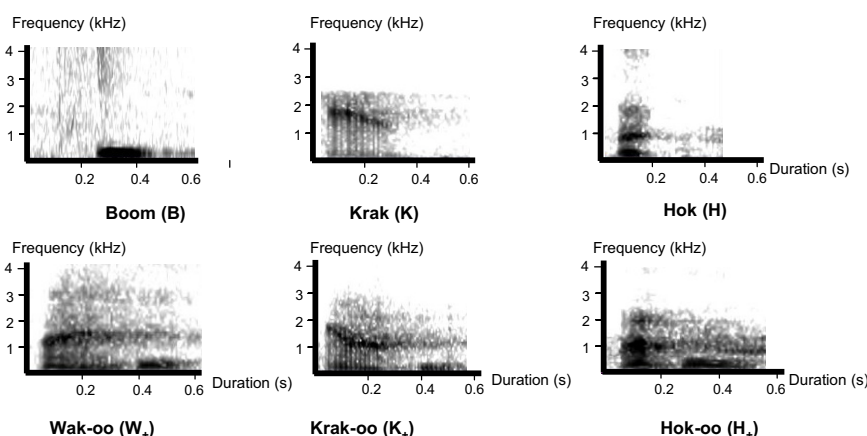 Frequency (kHz) Frequency (kHz) Frequency (kHz)
4 4 4
3 3 3
2 2 2
1 1 1
0.2 0.4 0.6 0.2 0.4 0.6 0.2 0.4 0.6 Duration (s)
Boom (B) Krak (K) Hok (H)
Frequency (kHz) Frequency (kHz) Frequency (kHz)
4 4 4
3 3 3
2 2 2
1 1 1
0.2 0.4 0.6 Duration (s) 0.2 0.4 0.6 Duration (s) 0.2 0.4 0.6 Duration (s)
Wak-oo (W+) Krak-oo (K+) Hok-oo (H+)